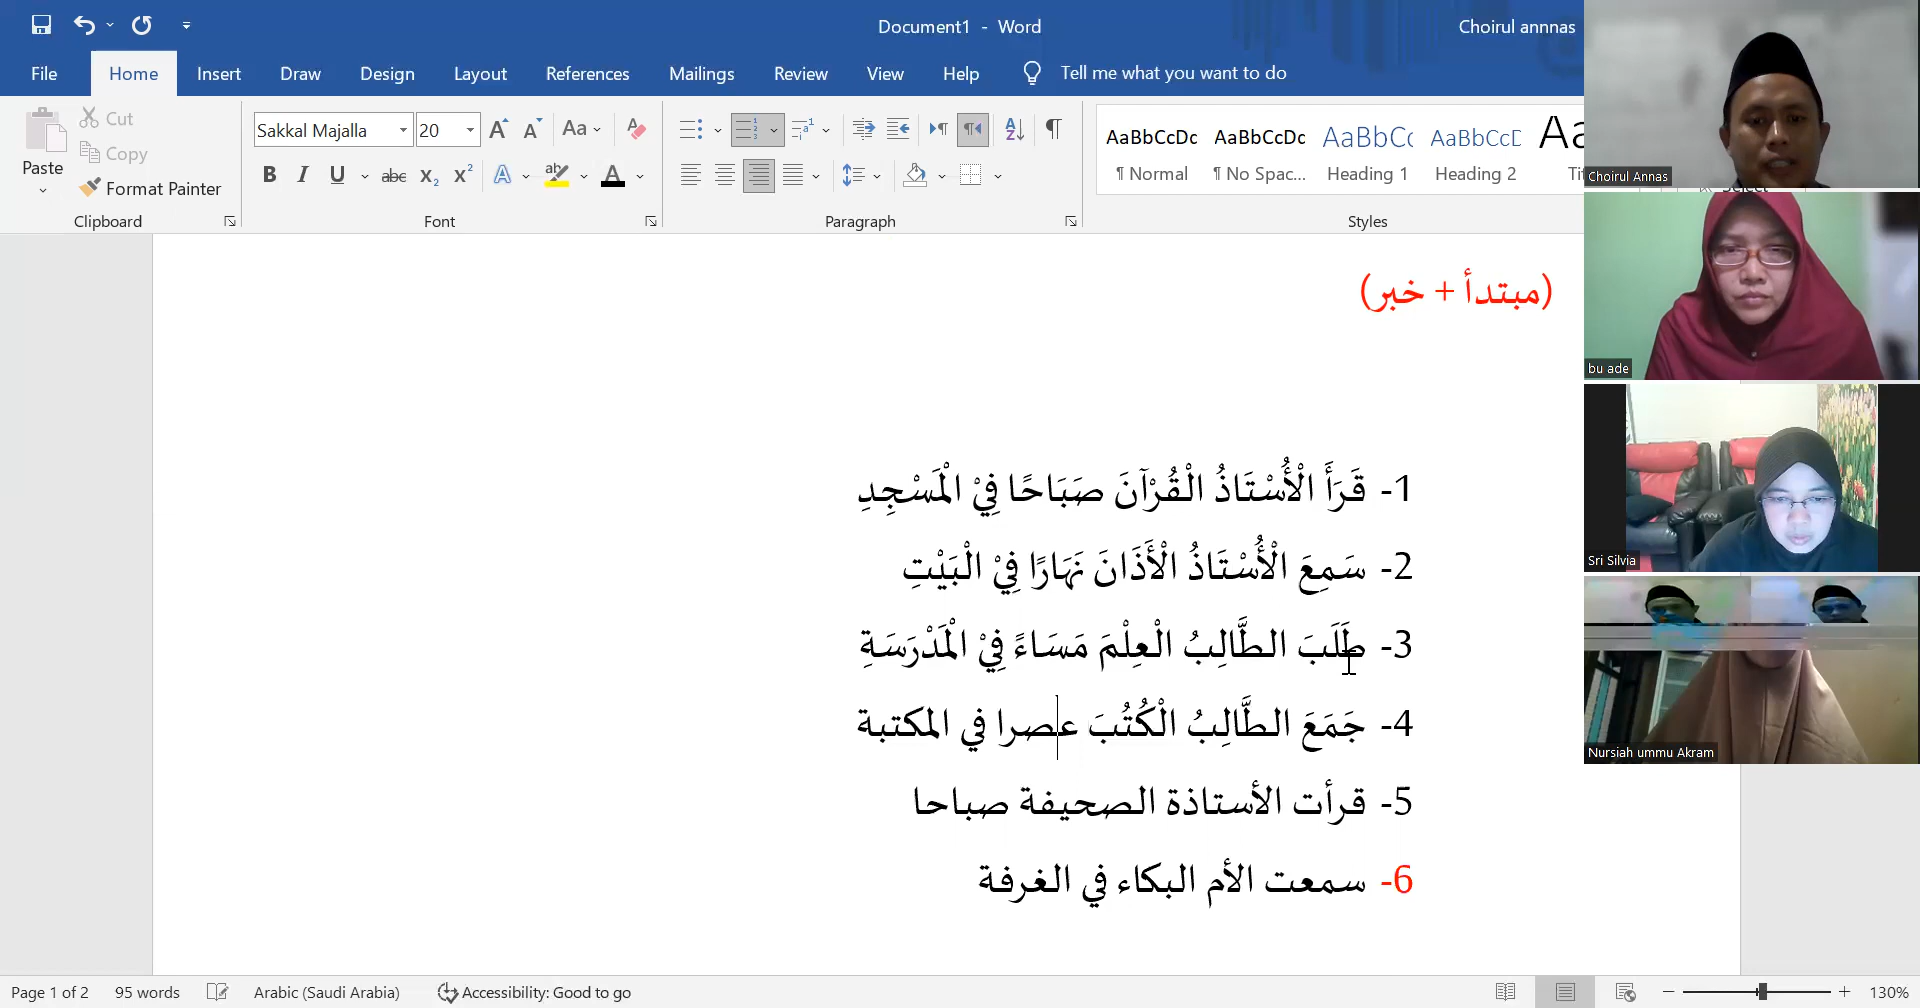 Document1 - Word
Choirul annnas
File Home Insert Draw Design Layout References Mailings Review View Help Tell me what you want to do
Paste
Cut
Copy
Format Painter
Clipboard
Sakkal Majalla 20
Font
Paragraph
AaBbCcDc AaBbCcDc AaBbCc AaBbCcD
¶ Normal ¶ No Spac... Heading 1 Heading 2
Styles
(مبتدأ + خبر)
1- قَرَأَ الْأُسْتَاذُ الْقُرْآنَ صَبَاحًا فِيْ الْمَسْجِدِ
2- سَمِعَ الْأُسْتَاذُ الْأَذَانَ نَهَارًا فِيْ الْبَيْتِ
3- طَلَبَ الطَّالِبُ الْعِلْمَ مَسَاءً فِيْ الْمَدْرَسَةِ
4- جَمَعَ الطَّالِبُ الْكُتُبَ عصرا في المكتبة
5- قرأت الأستاذة الصحيفة صباحا
6- سمعت الأم البكاء في الغرفة
Choirul Annas
bu ade
Sri Silvia
Nursiah ummu Akram
Page 1 of 2 95 words Arabic (Saudi Arabia) Accessibility: Good to go 130%